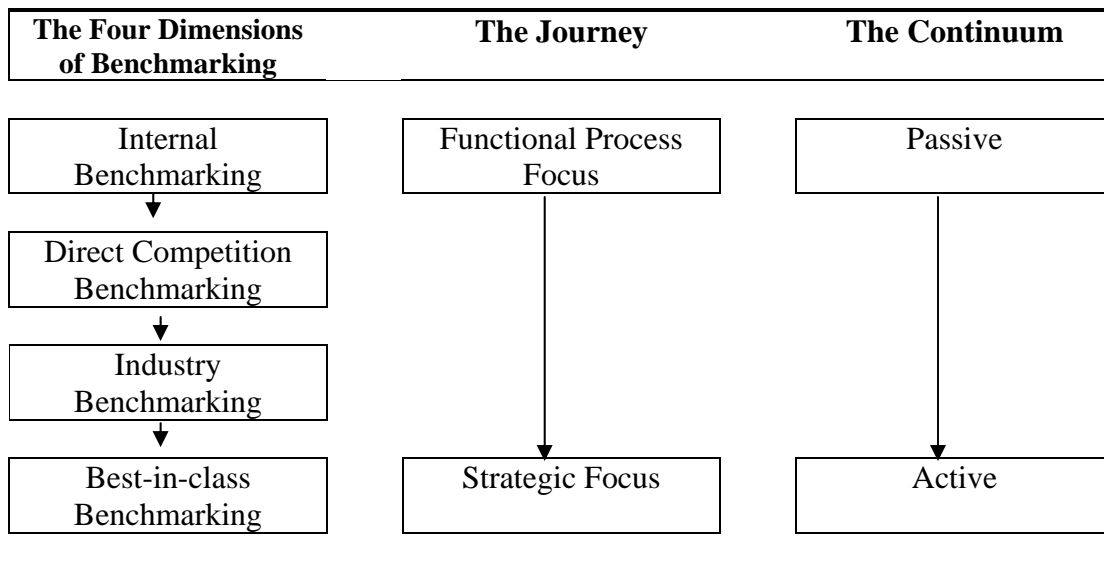 The Four Dimensions
of Benchmarking
The Journey
The Continuum
Internal
Benchmarking
Functional Process
Focus
Passive
Direct Competition
Benchmarking
Industry
Benchmarking
Best-in-class
Benchmarking
Strategic Focus
Active